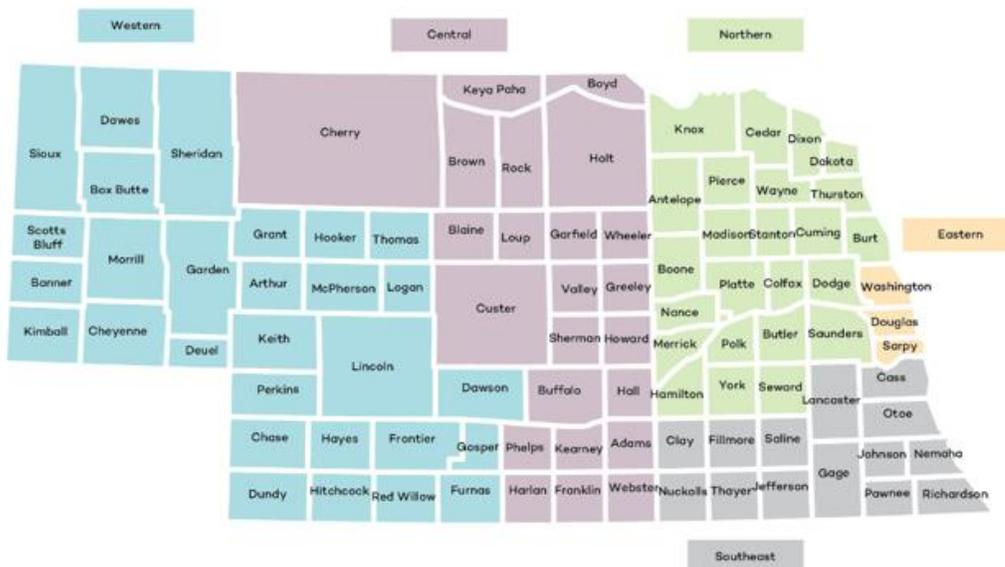 Western
Central
Northern
Keya Paha
Boyd
Dawes
Cherry
Knox
Cedar
Dixon
Sioux
Sheridan
Brown
Rock
Holt
Dakota
Box Butte
Pierce
Wayne
Thurston
Antelope
Scotts
Bluff
Grant
Hooker
Thomas
Blaine
Loup
Garfield
Wheeler
Madison
Stanton
Cuming
Burt
Eastern
Morrill
Garden
Boone
Banner
Arthur
McPherson
Logan
Valley
Greeley
Platte
Colfax
Dodge
Washington
Custer
Nance
Kimball
Cheyenne
Keith
Sherman
Howard
Merrick
Polk
Butler
Saunders
Douglas
Deuel
Lincoln
Sarpy
Perkins
Dawson
Buffalo
Hall
Hamilton
York
Seward
Lancaster
Cass
Otoe
Chase
Hayes
Frontier
Gosper
Phelps
Kearney
Adams
Clay
Fillmore
Saline
Johnson
Nemaha
Gage
Dundy
Hitchcock
Red Willow
Furnas
Harlan
Franklin
Webster
Nuckolls
Thayer
Jefferson
Pawnee
Richardson
Southeast